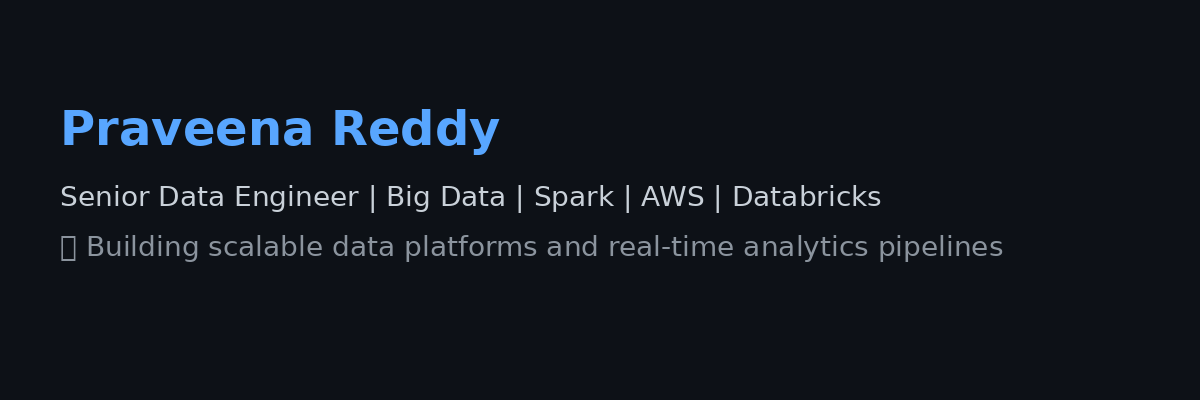 Praveena Reddy
Senior Data Engineer | Big Data | Spark | AWS | Databricks
Building scalable data platforms and real-time analytics pipelines